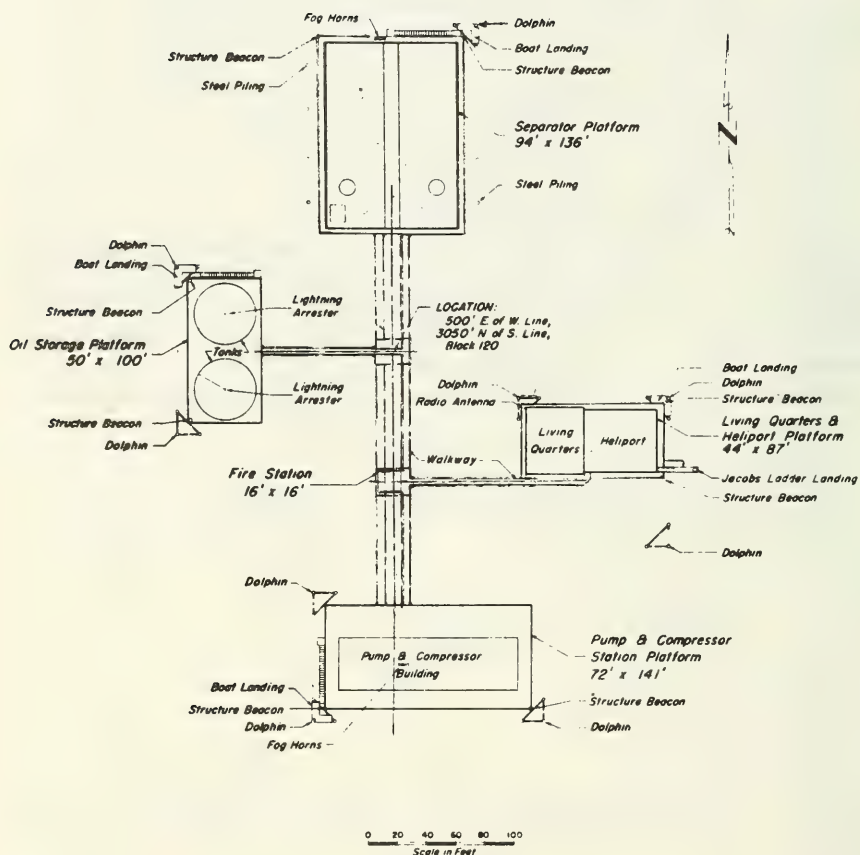 Fog Horns
Dolphin
Structure Beacon
Boat Landing
Structure Beacon
Steel Piling
Separator Platform
94' x 136'
N
Steel Piling
Dolphin
Boat Landing
Structure Beacon
Lightning
Arrester
LOCATION:
500' E. of W. Line,
3050' N of S. Line,
Block 120
Oil Storage Platform
50' x 100'
Tanks
Lightning
Arrester
Structure Beacon
Dolphin
Boat Landing
Dolphin
Structure Beacon
Dolphin
Radio Antenna
Living
Quarters
Heliport
Living Quarters &
Heliport Platform
44' x 87'
Fire Station
16' x 16'
Walkway
Jacobs Ladder Landing
Structure Beacon
Dolphin
Dolphin
Pump & Compressor
Building
Pump & Compressor
Station Platform
72' x 141'
Boat Landing
Structure Beacon
Dolphin
Fog Horns
Structure Beacon
Dolphin
0 20 40 60 80 100
Scale in Feet